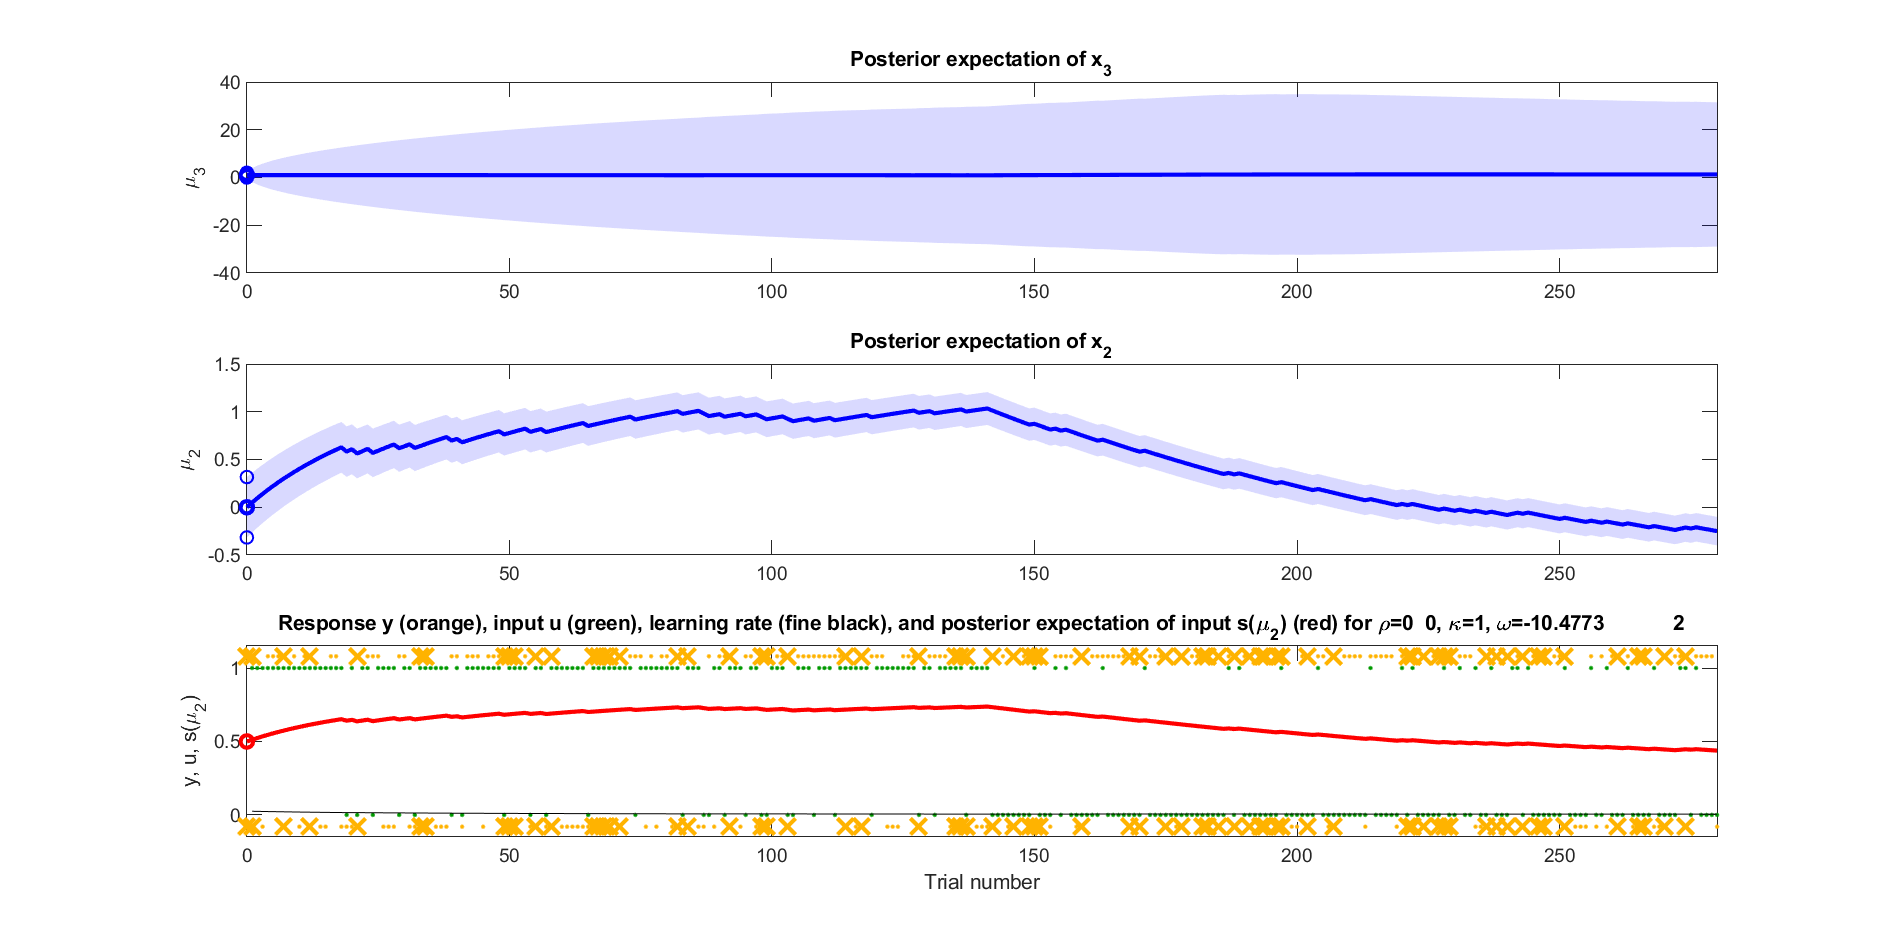 Posterior expectation of x3
40
20
0
-20
-40
μ3
0 50 100 150 200 250
Posterior expectation of x2
1.5
1
0.5
0
-0.5
μ2
0 50 100 150 200 250
Response y (orange), input u (green), learning rate (fine black), and posterior expectation of input s(μ2) (red) for ρ=0 0, κ=1, ω=-10.4773 2
1
0.5
0
y, u, s(μ2)
0 50 100 150 200 250
Trial number